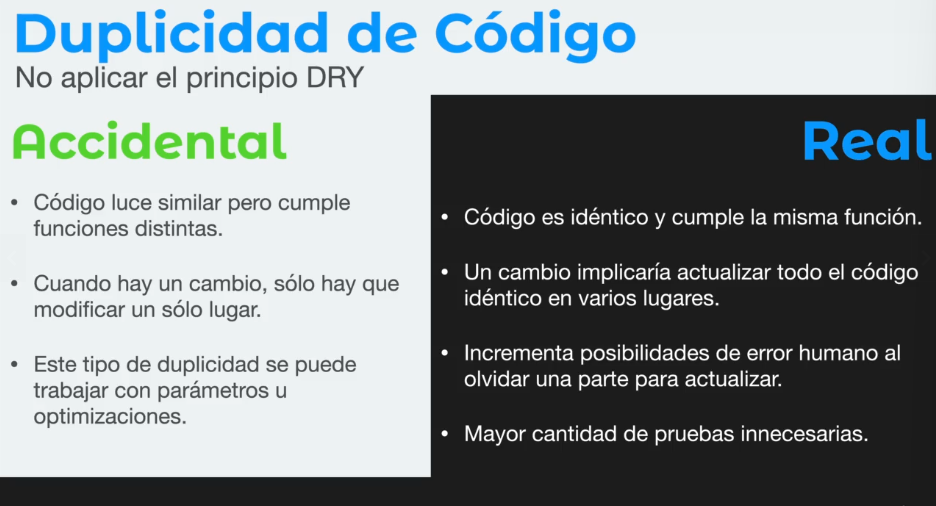 Duplicidad de Código
No aplicar el principio DRY
Accidental
• Código luce similar pero cumple
funciones distintas.
• Cuando hay un cambio, sólo hay que
modificar un sólo lugar.
• Este tipo de duplicidad se puede
trabajar con parámetros u
optimizaciones.
Real
• Código es idéntico y cumple la misma función.
• Un cambio implicaría actualizar todo el código
idéntico en varios lugares.
• Incrementa posibilidades de error humano al
olvidar una parte para actualizar.
• Mayor cantidad de pruebas innecesarias.